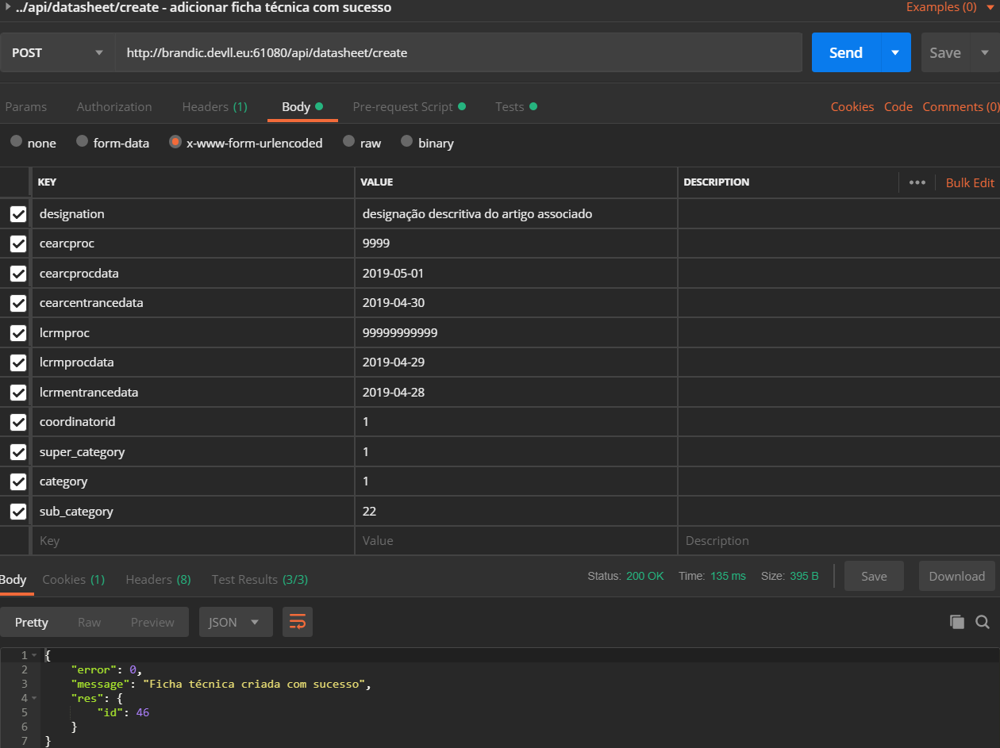 ../api/datasheet/create - adicionar ficha técnica com sucesso Examples (0)
POST http://brandic.devll.eu:61080/api/datasheet/create Send Save
Params Authorization Headers (1) Body Pre-request Script Tests Cookies Code Comments (0)
none form-data x-www-form-urlencoded raw binary
KEY VALUE DESCRIPTION ••• Bulk Edit
designation designação descritiva do artigo associado
cearcproc 9999
cearcprocdata 2019-05-01
cearcentrancedata 2019-04-30
lcrmproc 99999999999
lcrmprocdata 2019-04-29
lcrmentrancedata 2019-04-28
coordinatorid 1
super_category 1
category 1
sub_category 22
Key Value Description
Body Cookies (1) Headers (8) Test Results (3/3) Status: 200 OK Time: 135 ms Size: 395 B Save Download
Pretty Raw Preview JSON
1 {
2 "error": 0,
3 "message": "Ficha técnica criada com sucesso",
4 "res": {
5 "id": 46
6 }
7 }